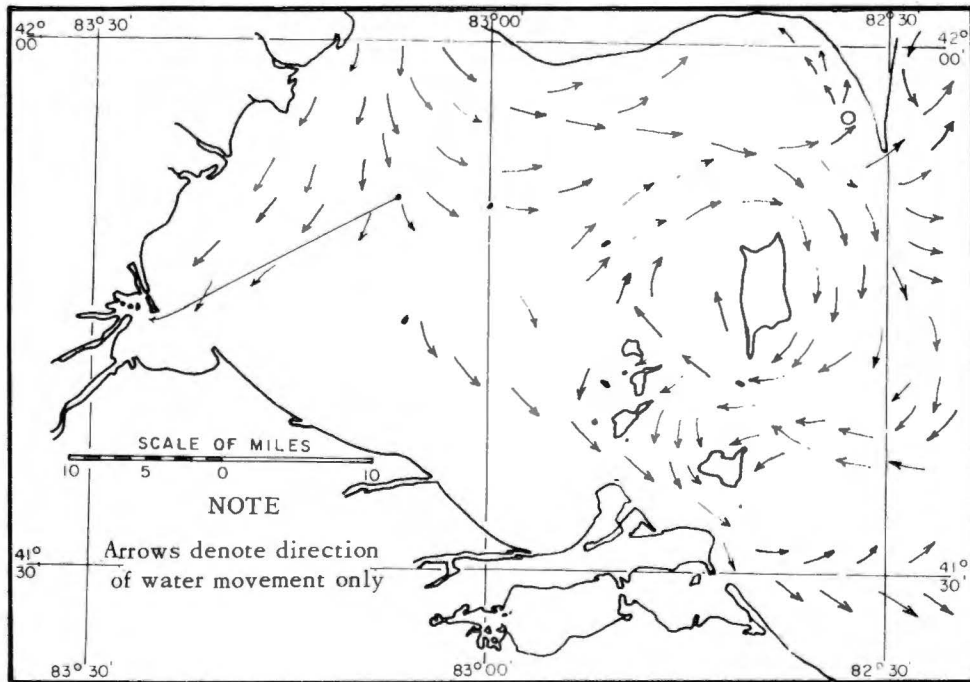 83° 30' 83° 00 82° 30'
42° 00 42° 00'
SCALE OF MILES
10 5 0 10
NOTE
Arrows denote direction
of water movement only
41° 30 41° 30'
83° 30' 83° 00 82° 30'